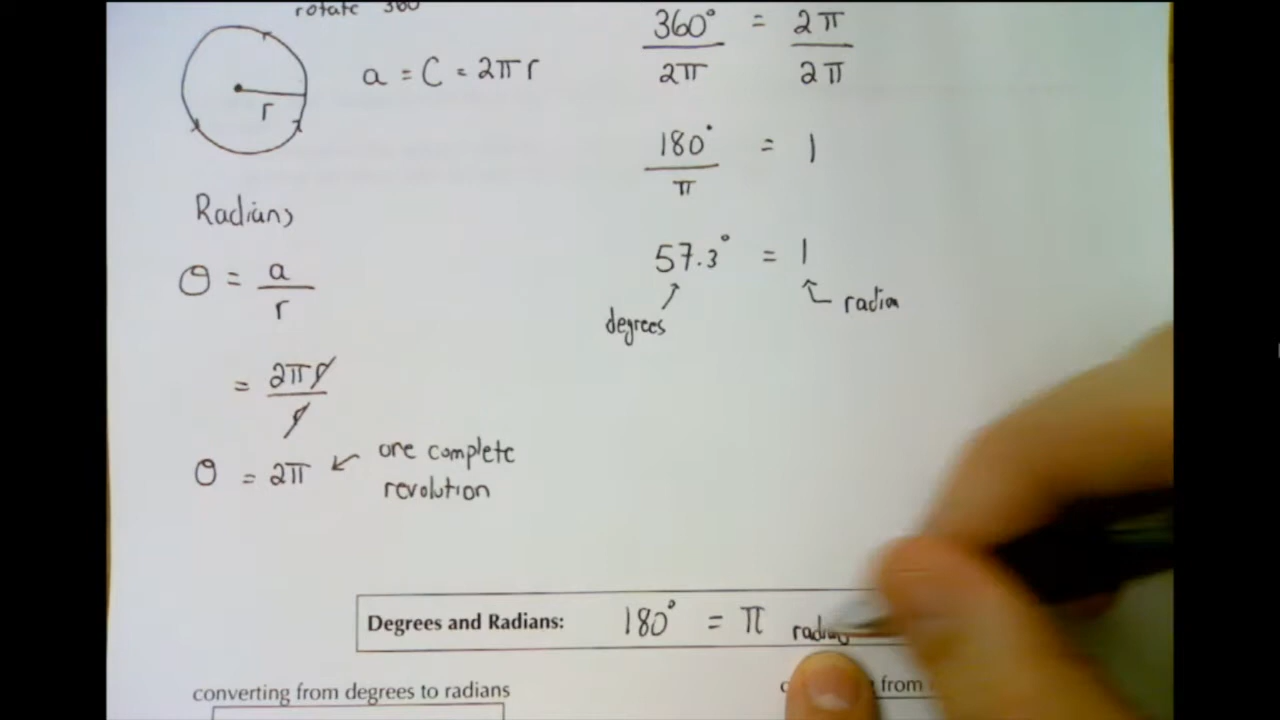 rotate 360
r
a = C = 2πr
Radians
θ = a / r
= 2πr / r
θ = 2π ↙ one complete
revolution
360° / 2π = 2π / 2π
180° / π = 1
57.3° = 1
degrees
radian
Degrees and Radians: 180° = π radians
converting from degrees to radians
from